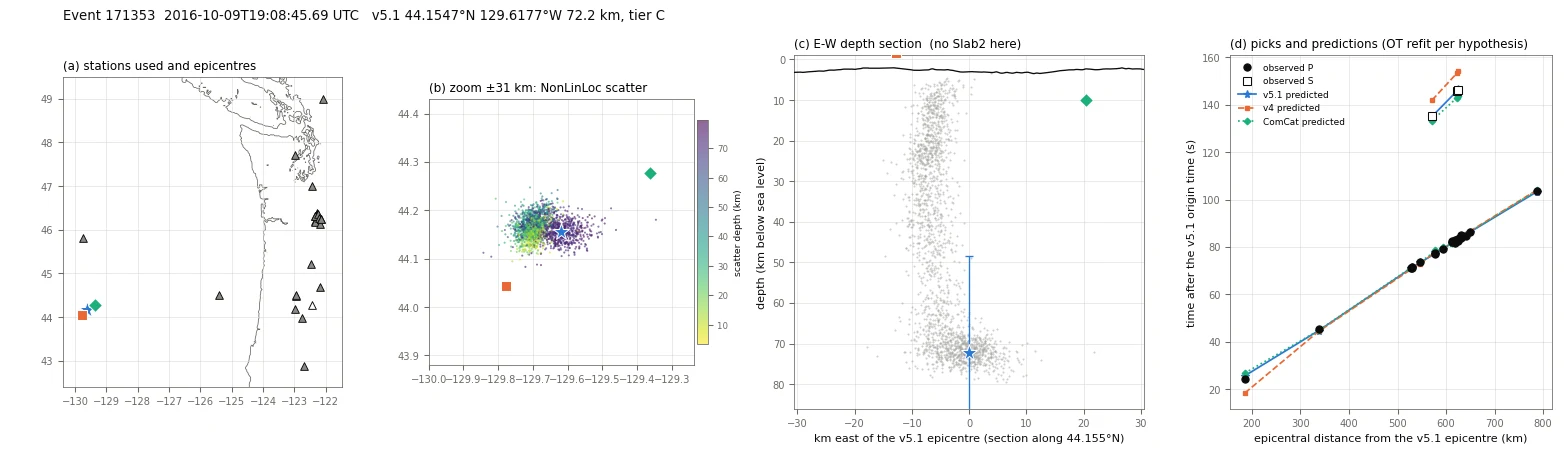 Event 171353  2016-10-09T19:08:45.69 UTC   v5.1 44.1547°N 129.6177°W 72.2 km, tier C
(a) stations used and epicentres
49
48
47
46
45
44
43
−130 −129 −128 −127 −126 −125 −124 −123 −122
(b) zoom ±31 km: NonLinLoc scatter
44.4
44.3
44.2
44.1
44.0
43.9
−130.0 −129.9 −129.8 −129.7 −129.6 −129.5 −129.4 −129.3
70
60
50
40
30
20
10
scatter depth (km)
(c) E-W depth section  (no Slab2 here)
0
10
20
30
40
50
60
70
80
depth (km below sea level)
−30 −20 −10 0 10 20 30
km east of the v5.1 epicentre (section along 44.155°N)
(d) picks and predictions (OT refit per hypothesis)
observed P
observed S
v5.1 predicted
v4 predicted
ComCat predicted
160
140
120
100
80
60
40
20
time after the v5.1 origin time (s)
200 300 400 500 600 700 800
epicentral distance from the v5.1 epicentre (km)